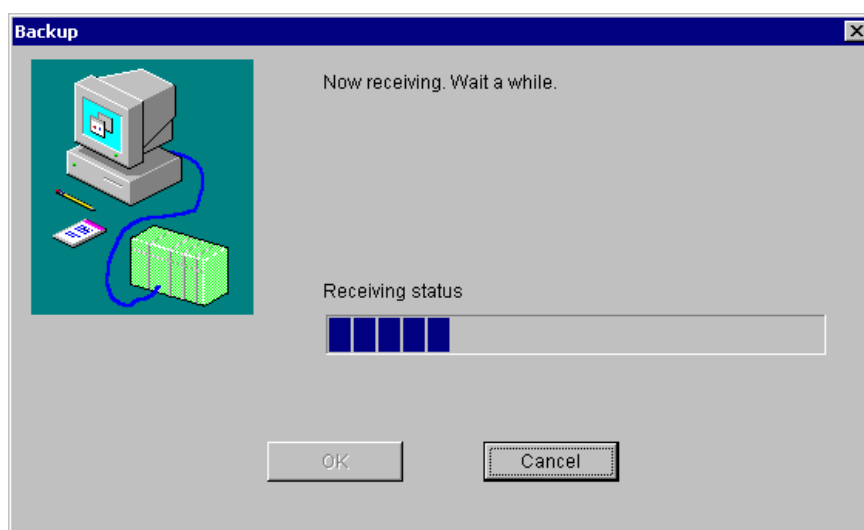 Backup
Now receiving. Wait a while.
Receiving status
OK
Cancel